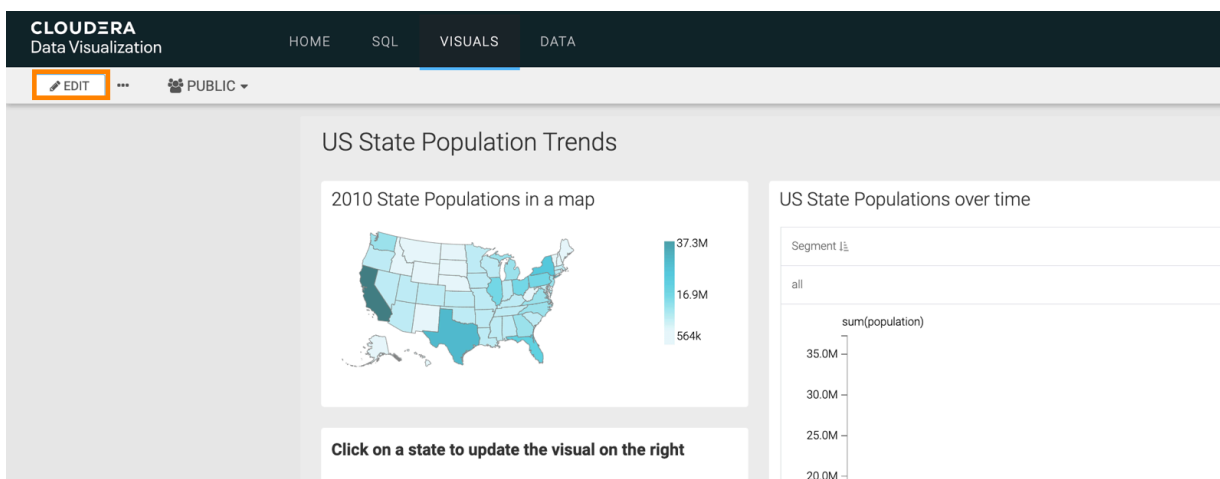 CLOUDERA
Data Visualization
HOME SQL VISUALS DATA
EDIT ••• PUBLIC
US State Population Trends
2010 State Populations in a map
37.3M
16.9M
564k
Click on a state to update the visual on the right
US State Populations over time
Segment
all
sum(population)
35.0M
30.0M
25.0M
20.0M